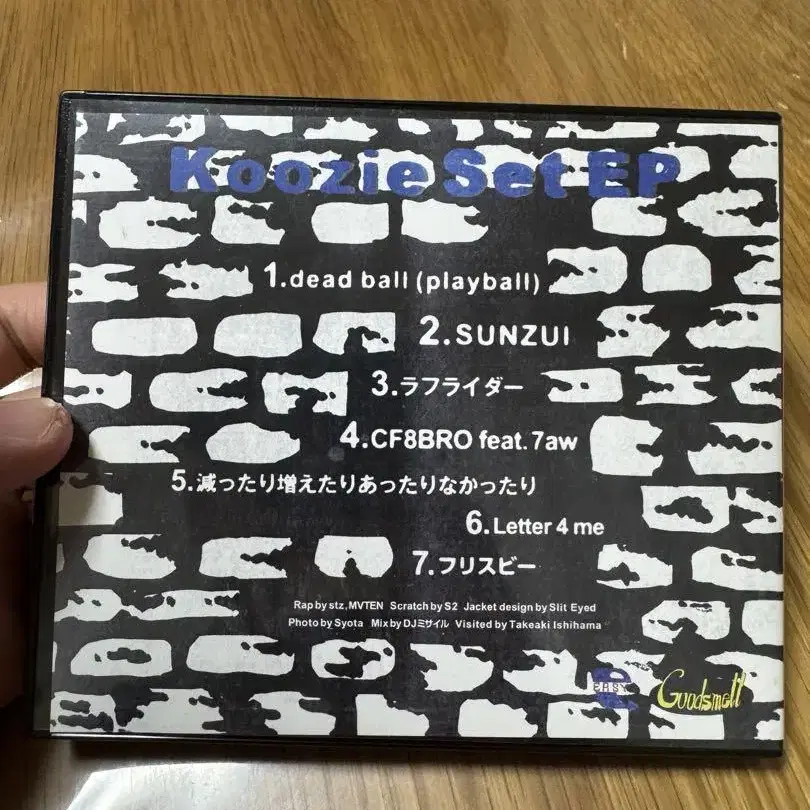 Koozie Set EP
1.dead ball (playball)
2.SUNZUI
3.ラフライダー
4.CF8BRO feat.7aw
5.減ったり増えたりあったりなかったり
6.Letter 4 me
7.フリスビー
Rap by stz,MVTEN Scratch by S2 Jacket design by Slit Eyed
Photo by Syota Mix by DJミサイル Visited by Takeaki Ishihama
EASY
Goodsmell